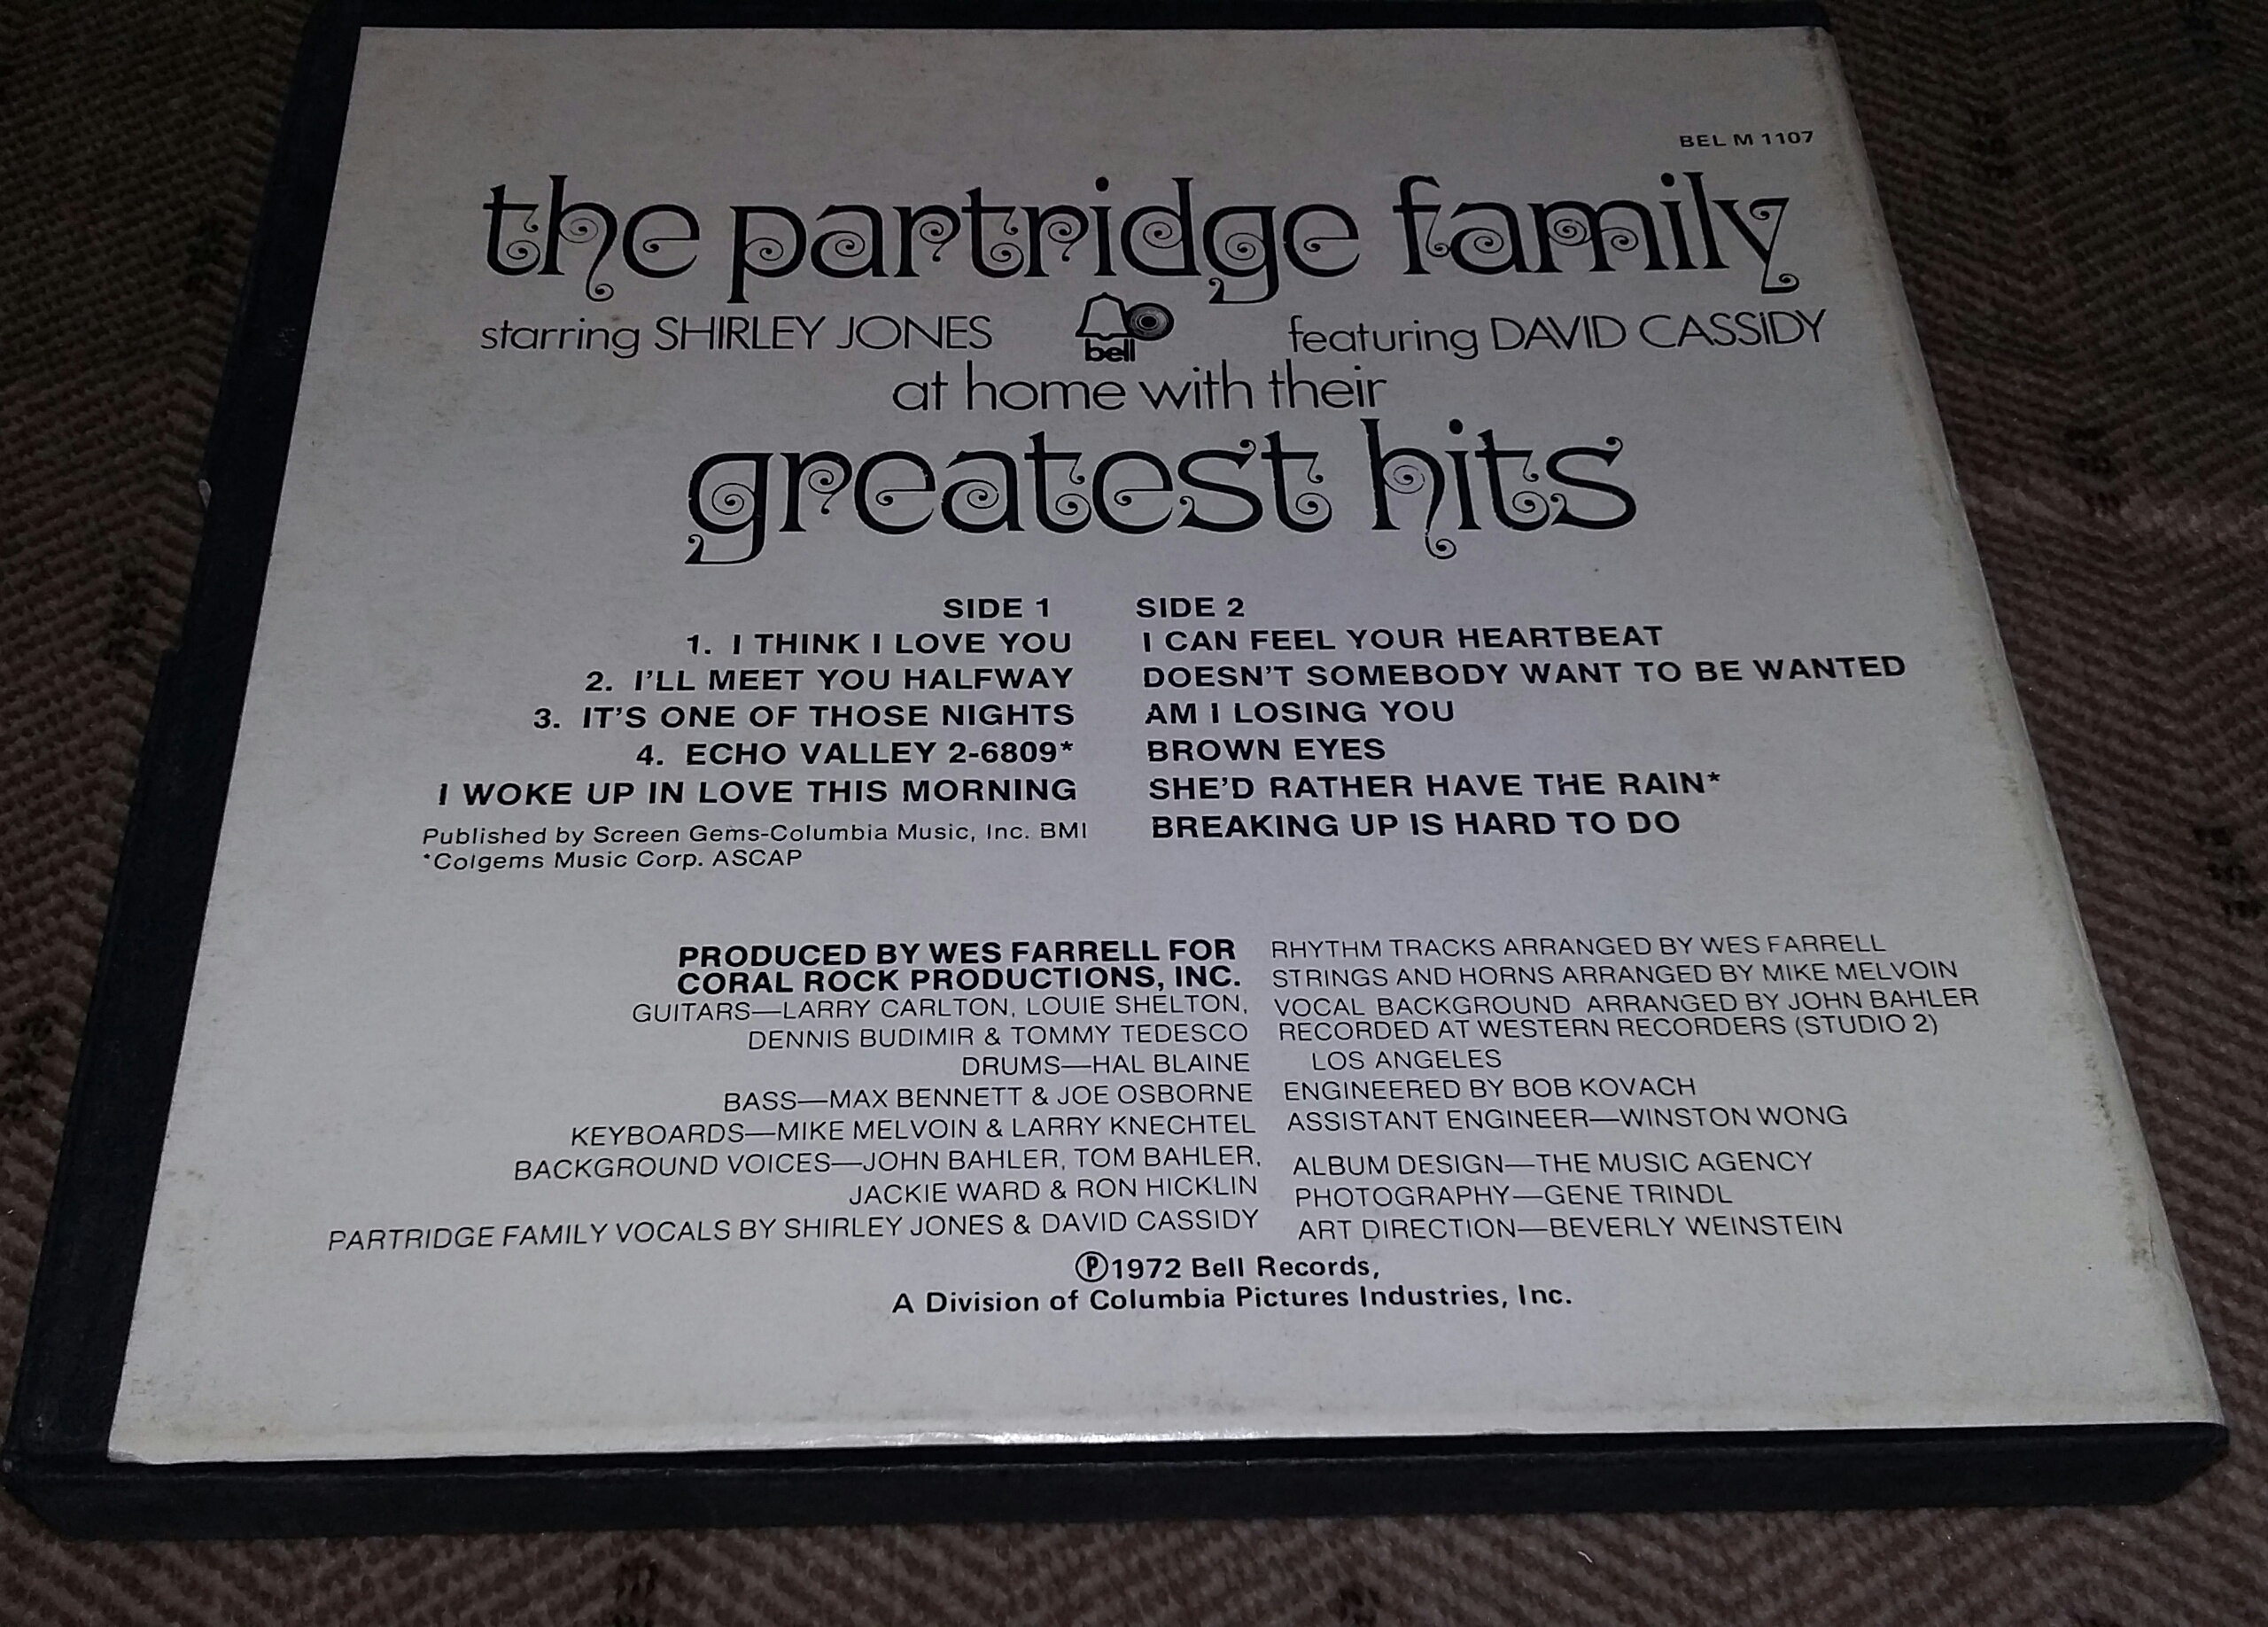 BEL M 1107
the partridge family
starring SHIRLEY JONES
bell
featuring DAVID CASSIDY
at home with their
greatest hits
SIDE 1
1. I THINK I LOVE YOU
2. I'LL MEET YOU HALFWAY
3. IT'S ONE OF THOSE NIGHTS
4. ECHO VALLEY 2-6809*
I WOKE UP IN LOVE THIS MORNING
Published by Screen Gems-Columbia Music, Inc. BMI
*Colgems Music Corp. ASCAP
SIDE 2
I CAN FEEL YOUR HEARTBEAT
DOESN'T SOMEBODY WANT TO BE WANTED
AM I LOSING YOU
BROWN EYES
SHE'D RATHER HAVE THE RAIN*
BREAKING UP IS HARD TO DO
PRODUCED BY WES FARRELL FOR
CORAL ROCK PRODUCTIONS, INC.
GUITARS—LARRY CARLTON, LOUIE SHELTON,
DENNIS BUDIMIR & TOMMY TEDESCO
DRUMS—HAL BLAINE
BASS—MAX BENNETT & JOE OSBORNE
KEYBOARDS—MIKE MELVOIN & LARRY KNECHTEL
BACKGROUND VOICES—JOHN BAHLER, TOM BAHLER,
JACKIE WARD & RON HICKLIN
PARTRIDGE FAMILY VOCALS BY SHIRLEY JONES & DAVID CASSIDY
RHYTHM TRACKS ARRANGED BY WES FARRELL
STRINGS AND HORNS ARRANGED BY MIKE MELVOIN
VOCAL BACKGROUND ARRANGED BY JOHN BAHLER
RECORDED AT WESTERN RECORDERS (STUDIO 2)
LOS ANGELES
ENGINEERED BY BOB KOVACH
ASSISTANT ENGINEER—WINSTON WONG
ALBUM DESIGN—THE MUSIC AGENCY
PHOTOGRAPHY—GENE TRINDL
ART DIRECTION—BEVERLY WEINSTEIN
℗1972 Bell Records,
A Division of Columbia Pictures Industries, Inc.